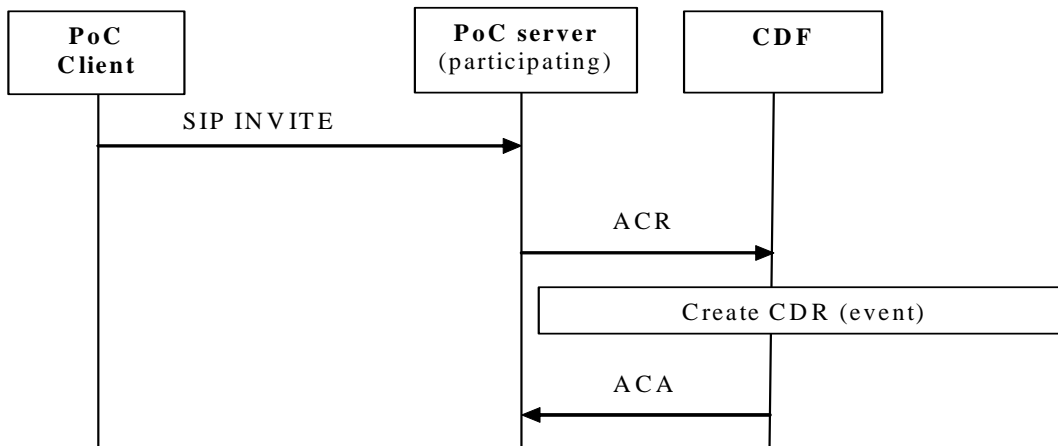 PoC
Client
PoC server
(participating)
CDF
SIP INVITE
ACR
Create CDR (event)
ACA